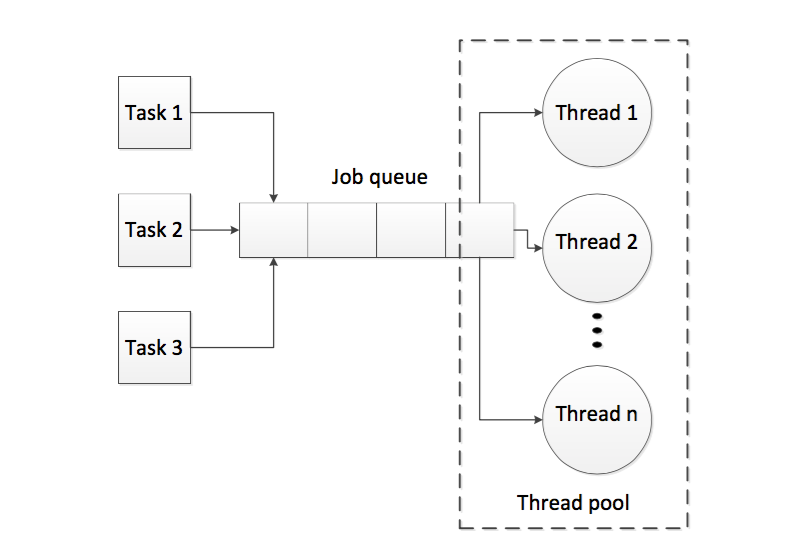 Task 1
Task 2
Task 3
Job queue
Thread 1
Thread 2
Thread n
Thread pool